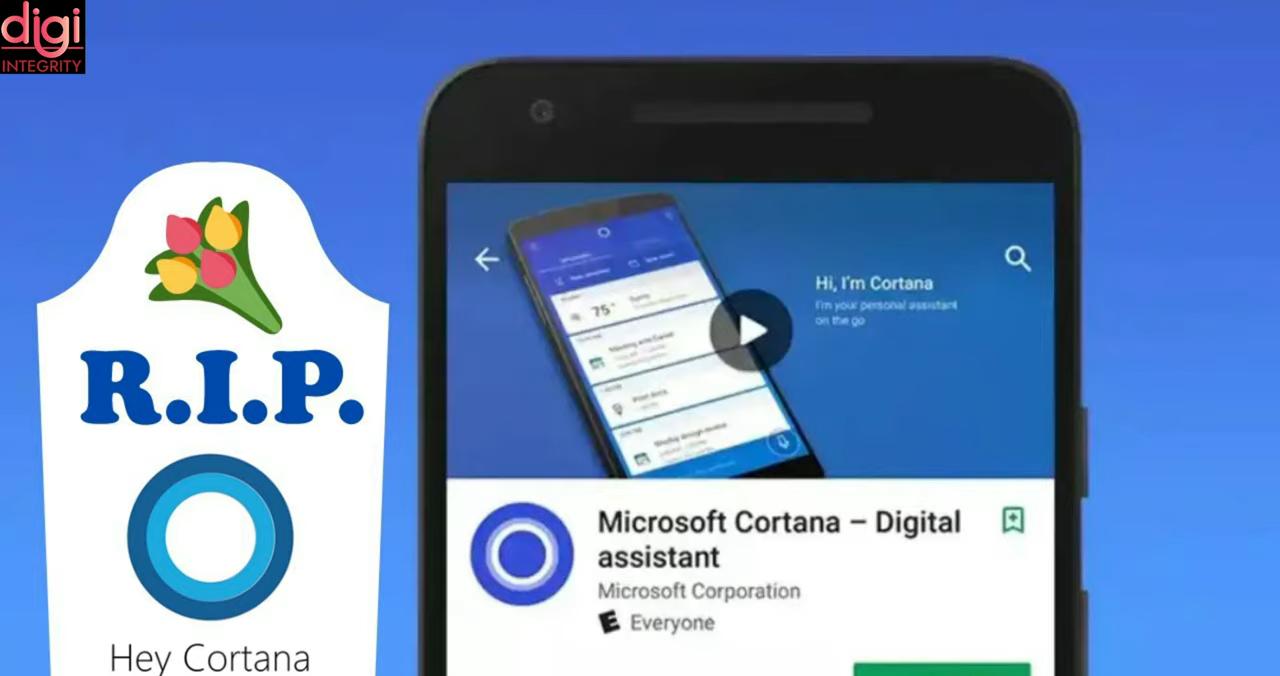 digi
INTEGRITY
R.I.P.
Hey Cortana
Hi, I'm Cortana
I'm your personal assistant
on the go
75°
Microsoft Cortana – Digital
assistant
Microsoft Corporation
E Everyone